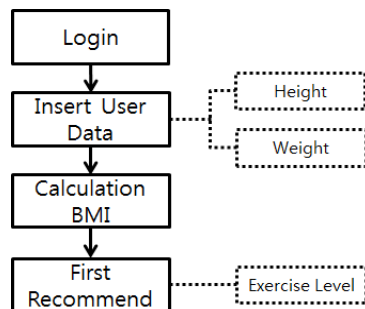 Login
Insert User
Data
Height
Weight
Calculation
BMI
First
Recommend
Exercise Level